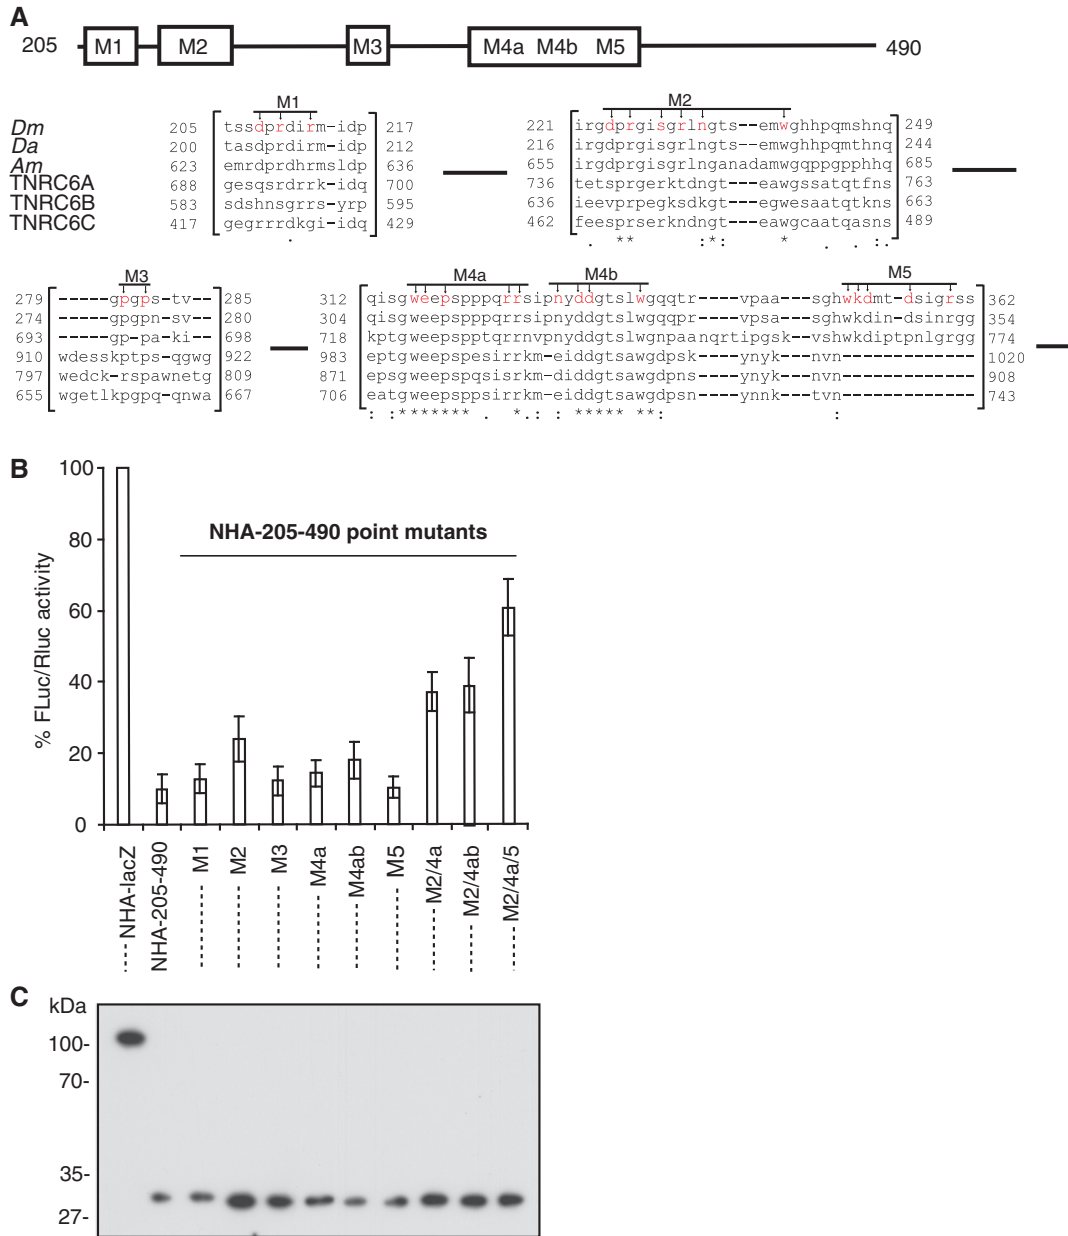 A
205 M1 M2 M3 M4a M4b M5 490
M1
Dm 205 tssdprdirm-idp 217
Da 200 tasdprdirm-idp 212
Am 623 emrdpdhrmsldp 636
TNRC6A 688 gesqsrdrrk-idq 700
TNRC6B 583 sdshnsgrrs-yrp 595
TNRC6C 417 gegrrrdkgi-idq 429
.
M2
221 irgdprgisgrlngts--emwghhpqmshnq 249
216 irgdprgisgrlngts--emwghhpqmthnq 244
655 irgdprgisgrlnganadamwgqppgpphhq 685
736 tetsprgerktdngt---eawgssatqtfns 763
636 ieevprpegksdngt---egwesaatqtkns 663
462 feesprserkndngt---eawgcaatqasns 489
. ** :*: * . . :.
M3
279 -----gpgps-tv-- 285
274 -----gpgpn-sv-- 280
693 -----gp-pa-ki-- 698
910 wdesskptps-qgwg 922
797 wedck-rspawnetg 809
655 wgetlkpgpq-qnwa 667
M4a M4b M5
312 qisgweepspppqrrsipnyddgtslwgqqtr----vpaa---sghwkdmt-dsigrss 362
304 qisgweepspppqrrsipnyddgtslwgqqpr----vpsa---sghwkdin-dsinrgg 354
718 kptgweepsppqtrrnvpnyddgtslwgnpaanqrtipgsk--vshwkdiptpnlgrgg 774
983 eptgweepspesirrkm-eiddgtsawgdpsk----ynyk---nvn------------- 1020
871 epsgweepspqsisrkm-diddgtsawgdpns----ynyk---nvn------------- 908
706 eatgweepsppsisrkm-eiddgtsawgdpsn----ynnk---tvn------------- 743
: :******* . *.: : ***** **: :
B
% FLuc/Rluc activity
100
80
60
40
20
0
NHA-205-490 point mutants
NHA-lacZ
NHA-205-490
M1
M2
M3
M4a
M4ab
M5
M2/4a
M2/4ab
M2/4a/5
C
kDa
100-
70-
35-
27-